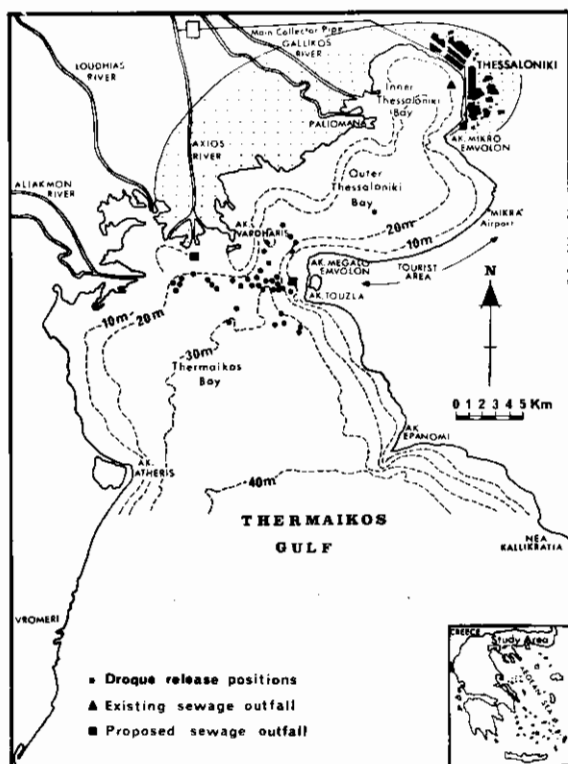 Main Collector Pipe
GALLIKOS
RIVER
LOUDHIAS
RIVER
THESSALONIKI
Inner
Thessaloniki
Bay
PALIOMANA
AK. MIKRO
EMVOLON
AXIOS
RIVER
ALIAKMON
RIVER
Outer
Thessaloniki
Bay
AK.
VARDHARIS
20m
10m
"MIKRA"
Airport
AK. MEGALO
EMVOLON
TOURIST
AREA
AK. TOUZLA
N
10m
20m
30m
Thermaikos
Bay
0 1 2 3 4 5 Km
AK.
EPANOMI
AK.
ATHERIS
40m
THERMAIKOS
GULF
NEA
KALLIKRATIA
VROMERI
GREECE
Study Area
AEGEAN SEA
Droque release positions
Existing sewage outfall
Proposed sewage outfall